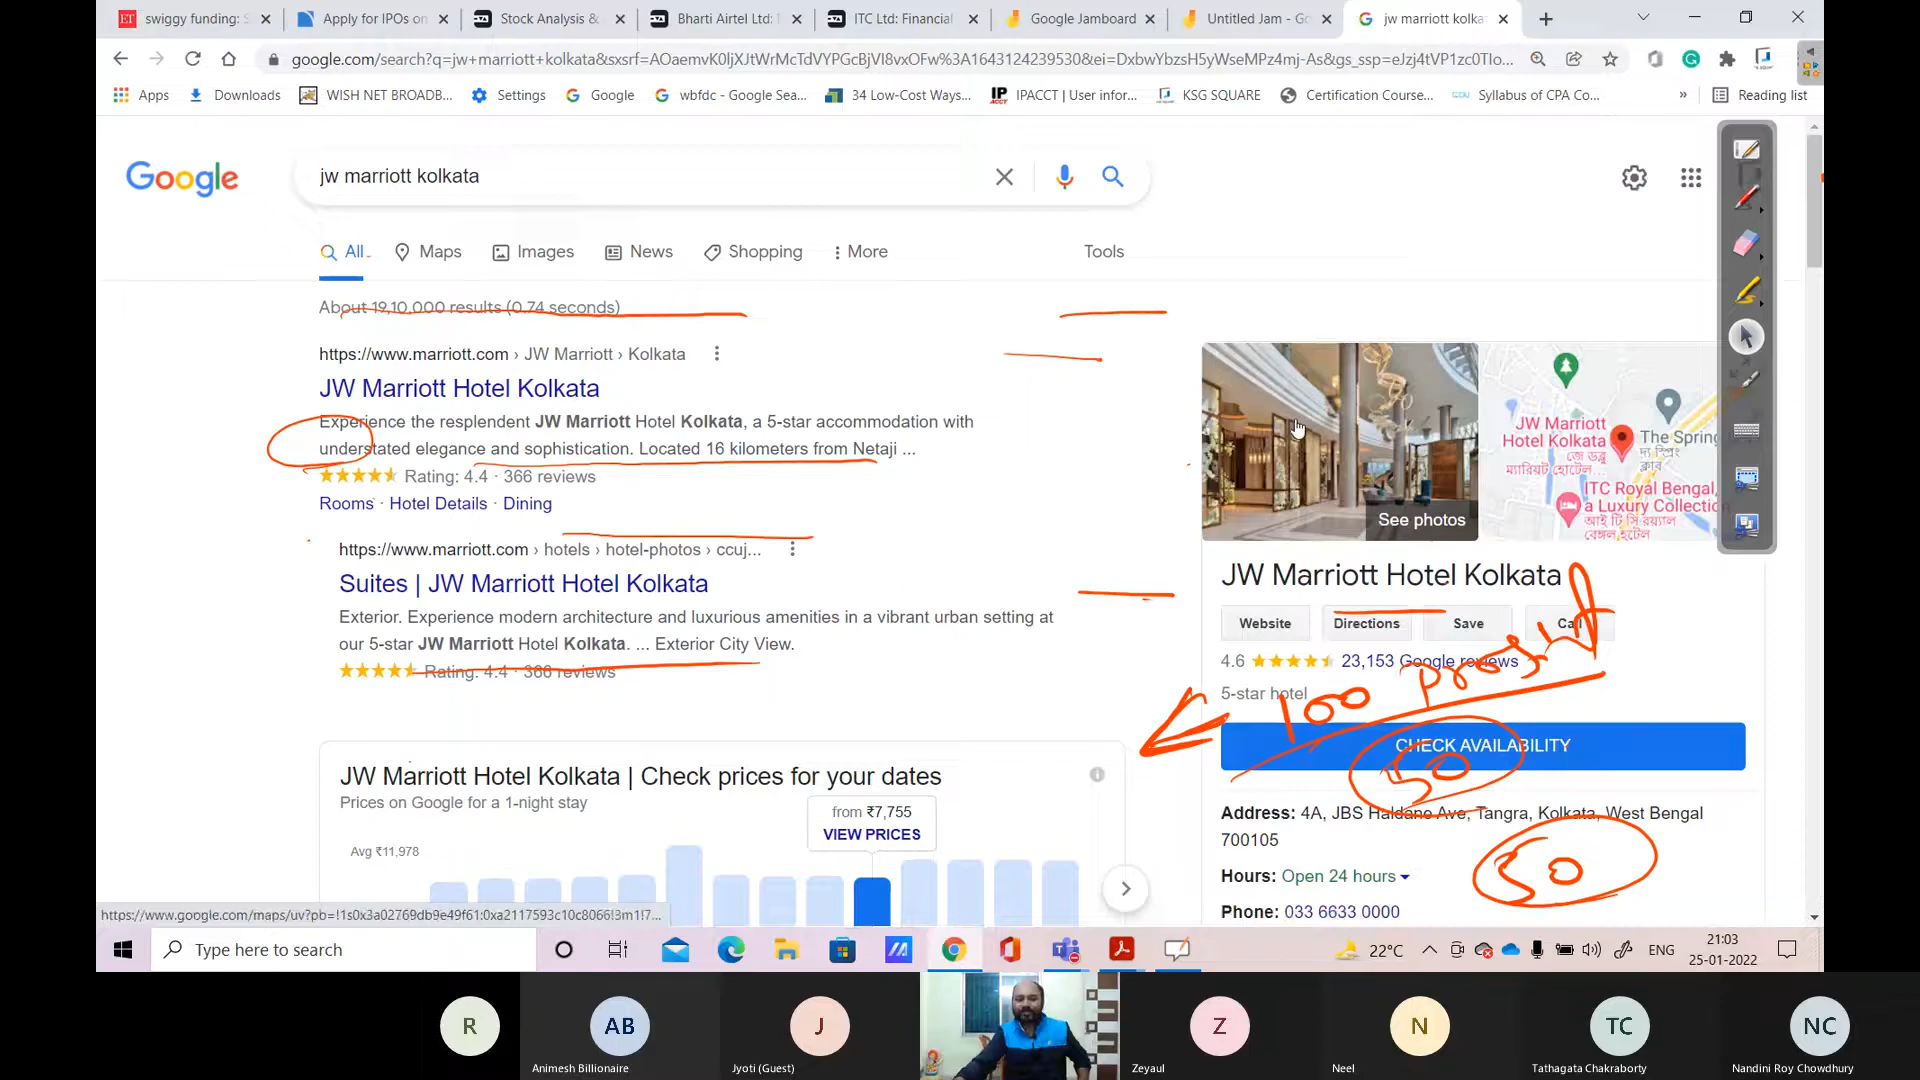 swiggy funding: S
Apply for IPOs on
Stock Analysis &
Bharti Airtel Ltd:
ITC Ltd: Financial
Google Jamboard
Untitled Jam - Go
jw marriott kolka
google.com/search?q=jw+marriott+kolkata&sxsrf=AOaemvK0ljXJtWrMcTdVYPGcBjVl8vxOFw%3A1643124239530&ei=DxbwYbzsH5yWseMPz4mj-As&gs_ssp=eJzj4tVP1zc0TIo...
Apps
Downloads
WISH NET BROADB...
Settings
Google
wbfdc - Google Sea...
34 Low-Cost Ways...
IPACCT | User infor...
KSG SQUARE
Certification Course...
Syllabus of CPA Co...
»
Reading list
Google
jw marriott kolkata
All
Maps
Images
News
Shopping
More
Tools
About 19,10,000 results (0.74 seconds)
https://www.marriott.com › JW Marriott › Kolkata
JW Marriott Hotel Kolkata
Experience the resplendent JW Marriott Hotel Kolkata, a 5-star accommodation with
understated elegance and sophistication. Located 16 kilometers from Netaji ...
Rating: 4.4 · 366 reviews
Rooms · Hotel Details · Dining
https://www.marriott.com › hotels › hotel-photos › ccuj...
Suites | JW Marriott Hotel Kolkata
Exterior. Experience modern architecture and luxurious amenities in a vibrant urban setting at
our 5-star JW Marriott Hotel Kolkata. ... Exterior City View.
Rating: 4.4 · 366 reviews
JW Marriott Hotel Kolkata | Check prices for your dates
Prices on Google for a 1-night stay
from ₹7,755
VIEW PRICES
Avg ₹11,978
See photos
JW Marriott
Hotel Kolkata
জে ডব্লু
ম্যারিয়ট হোটেল...
The Spring
দ্য স্প্রিং
ক্লাব
ITC Royal Bengal,
a Luxury Collection
আই টি সি রয়্যাল
বেঙ্গল হটেল
JW Marriott Hotel Kolkata
Website
Directions
Save
Call
4.6
23,153 Google reviews
5-star hotel
100 profit
CHECK AVAILABILITY
50
Address: 4A, JBS Haldane Ave, Tangra, Kolkata, West Bengal
700105
50
Hours: Open 24 hours
Phone: 033 6633 0000
https://www.google.com/maps/uv?pb=!1s0x3a02769db9e49f61:0xa2117593c10c8066!3m1!7...
Type here to search
22°C
ENG
21:03
25-01-2022
R
AB
Animesh Billionaire
J
Jyoti (Guest)
Z
Zeyaul
N
Neel
TC
Tathagata Chakraborty
NC
Nandini Roy Chowdhury